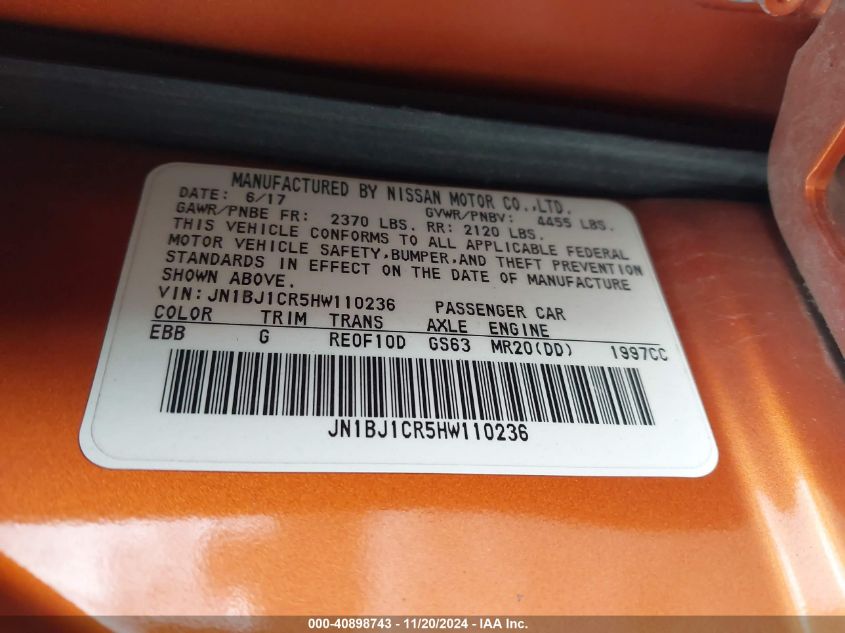 MANUFACTURED BY NISSAN MOTOR CO.,LTD.
DATE: 6/17 GVWR/PNBV: 4455 LBS.
GAWR/PNBE FR: 2370 LBS. RR: 2120 LBS.
THIS VEHICLE CONFORMS TO ALL APPLICABLE FEDERAL
MOTOR VEHICLE SAFETY,BUMPER,AND THEFT PREVENTION
STANDARDS IN EFFECT ON THE DATE OF MANUFACTURE
SHOWN ABOVE.
VIN:JN1BJ1CR5HW110236 PASSENGER CAR
COLOR TRIM TRANS AXLE ENGINE
EBB G RE0F10D GS63 MR20(DD) 1997CC
JN1BJ1CR5HW110236
000-40898743 - 11/20/2024 - IAA Inc.